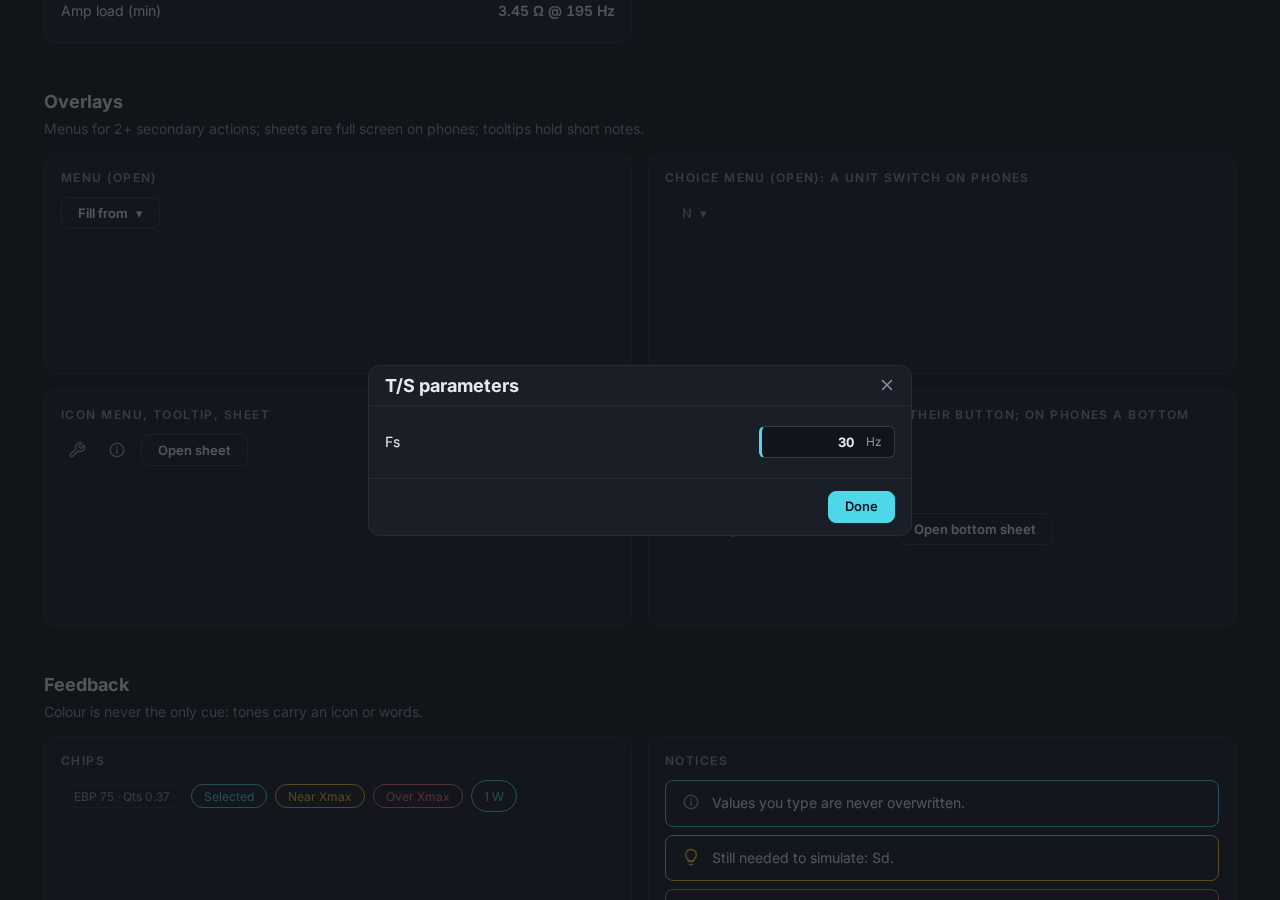 Amp load (min) 3.45 Ω @ 195 Hz
Overlays
Menus for 2+ secondary actions; sheets are full screen on phones; tooltips hold short notes.
MENU (OPEN)
Fill from ▾
CHOICE MENU (OPEN): A UNIT SWITCH ON PHONES
N ▾
T/S parameters
Fs 30 Hz
Done
ICON MENU, TOOLTIP, SHEET
Open sheet
THEIR BUTTON; ON PHONES A BOTTOM
Open bottom sheet
Feedback
Colour is never the only cue: tones carry an icon or words.
CHIPS
EBP 75 · Qts 0.37 Selected Near Xmax Over Xmax 1 W
NOTICES
Values you type are never overwritten.
Still needed to simulate: Sd.